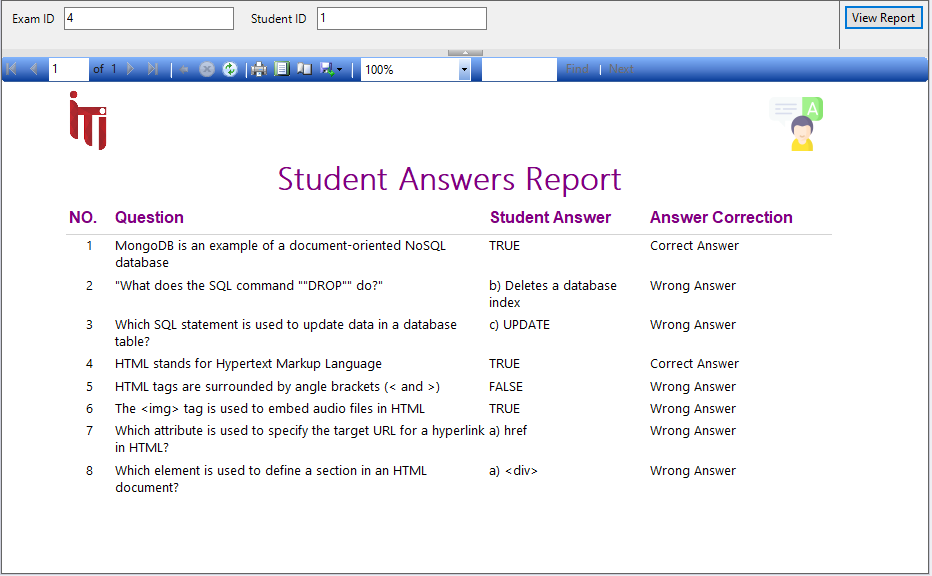 Exam ID 4 Student ID 1 View Report
1 of 1 100% Find | Next
iTi
A
Student Answers Report
NO. Question Student Answer Answer Correction
1 MongoDB is an example of a document-oriented NoSQL TRUE Correct Answer
database
2 "What does the SQL command ""DROP"" do?" b) Deletes a database Wrong Answer
index
3 Which SQL statement is used to update data in a database c) UPDATE Wrong Answer
table?
4 HTML stands for Hypertext Markup Language TRUE Correct Answer
5 HTML tags are surrounded by angle brackets (< and >) FALSE Wrong Answer
6 The <img> tag is used to embed audio files in HTML TRUE Wrong Answer
7 Which attribute is used to specify the target URL for a hyperlink a) href Wrong Answer
in HTML?
8 Which element is used to define a section in an HTML a) <div> Wrong Answer
document?